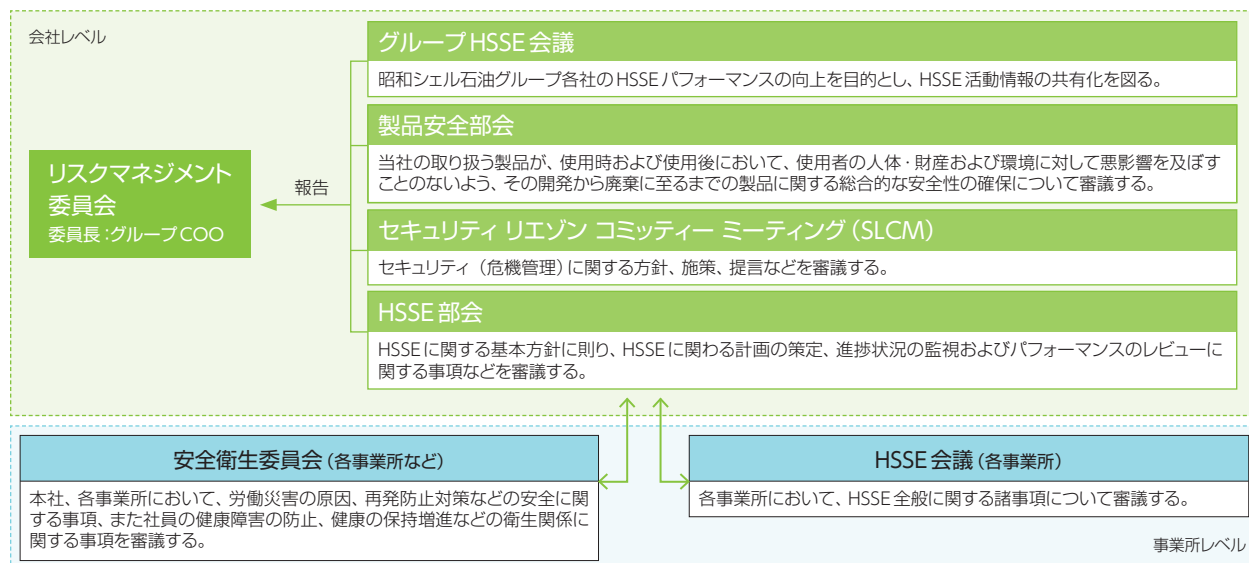 会社レベル
グループHSSE会議
昭和シェル石油グループ各社のHSSEパフォーマンスの向上を目的とし、HSSE活動情報の共有化を図る。
製品安全部会
当社の取り扱う製品が、使用時および使用後において、使用者の人体・財産および環境に対して悪影響を及ぼす
ことのないよう、その開発から廃棄に至るまでの製品に関する総合的な安全性の確保について審議する。
リスクマネジメント
委員会
委員長：グループCOO
報告
セキュリティ リエゾン コミッティー ミーティング（SLCM）
セキュリティ（危機管理）に関する方針、施策、提言などを審議する。
HSSE部会
HSSEに関する基本方針に則り、HSSEに関わる計画の策定、進捗状況の監視およびパフォーマンスのレビューに
関する事項などを審議する。
安全衛生委員会（各事業所など）
本社、各事業所において、労働災害の原因、再発防止対策などの安全に関
する事項、また社員の健康障害の防止、健康の保持増進などの衛生関係に
関する事項を審議する。
HSSE会議（各事業所）
各事業所において、HSSE全般に関する諸事項について審議する。
事業所レベル